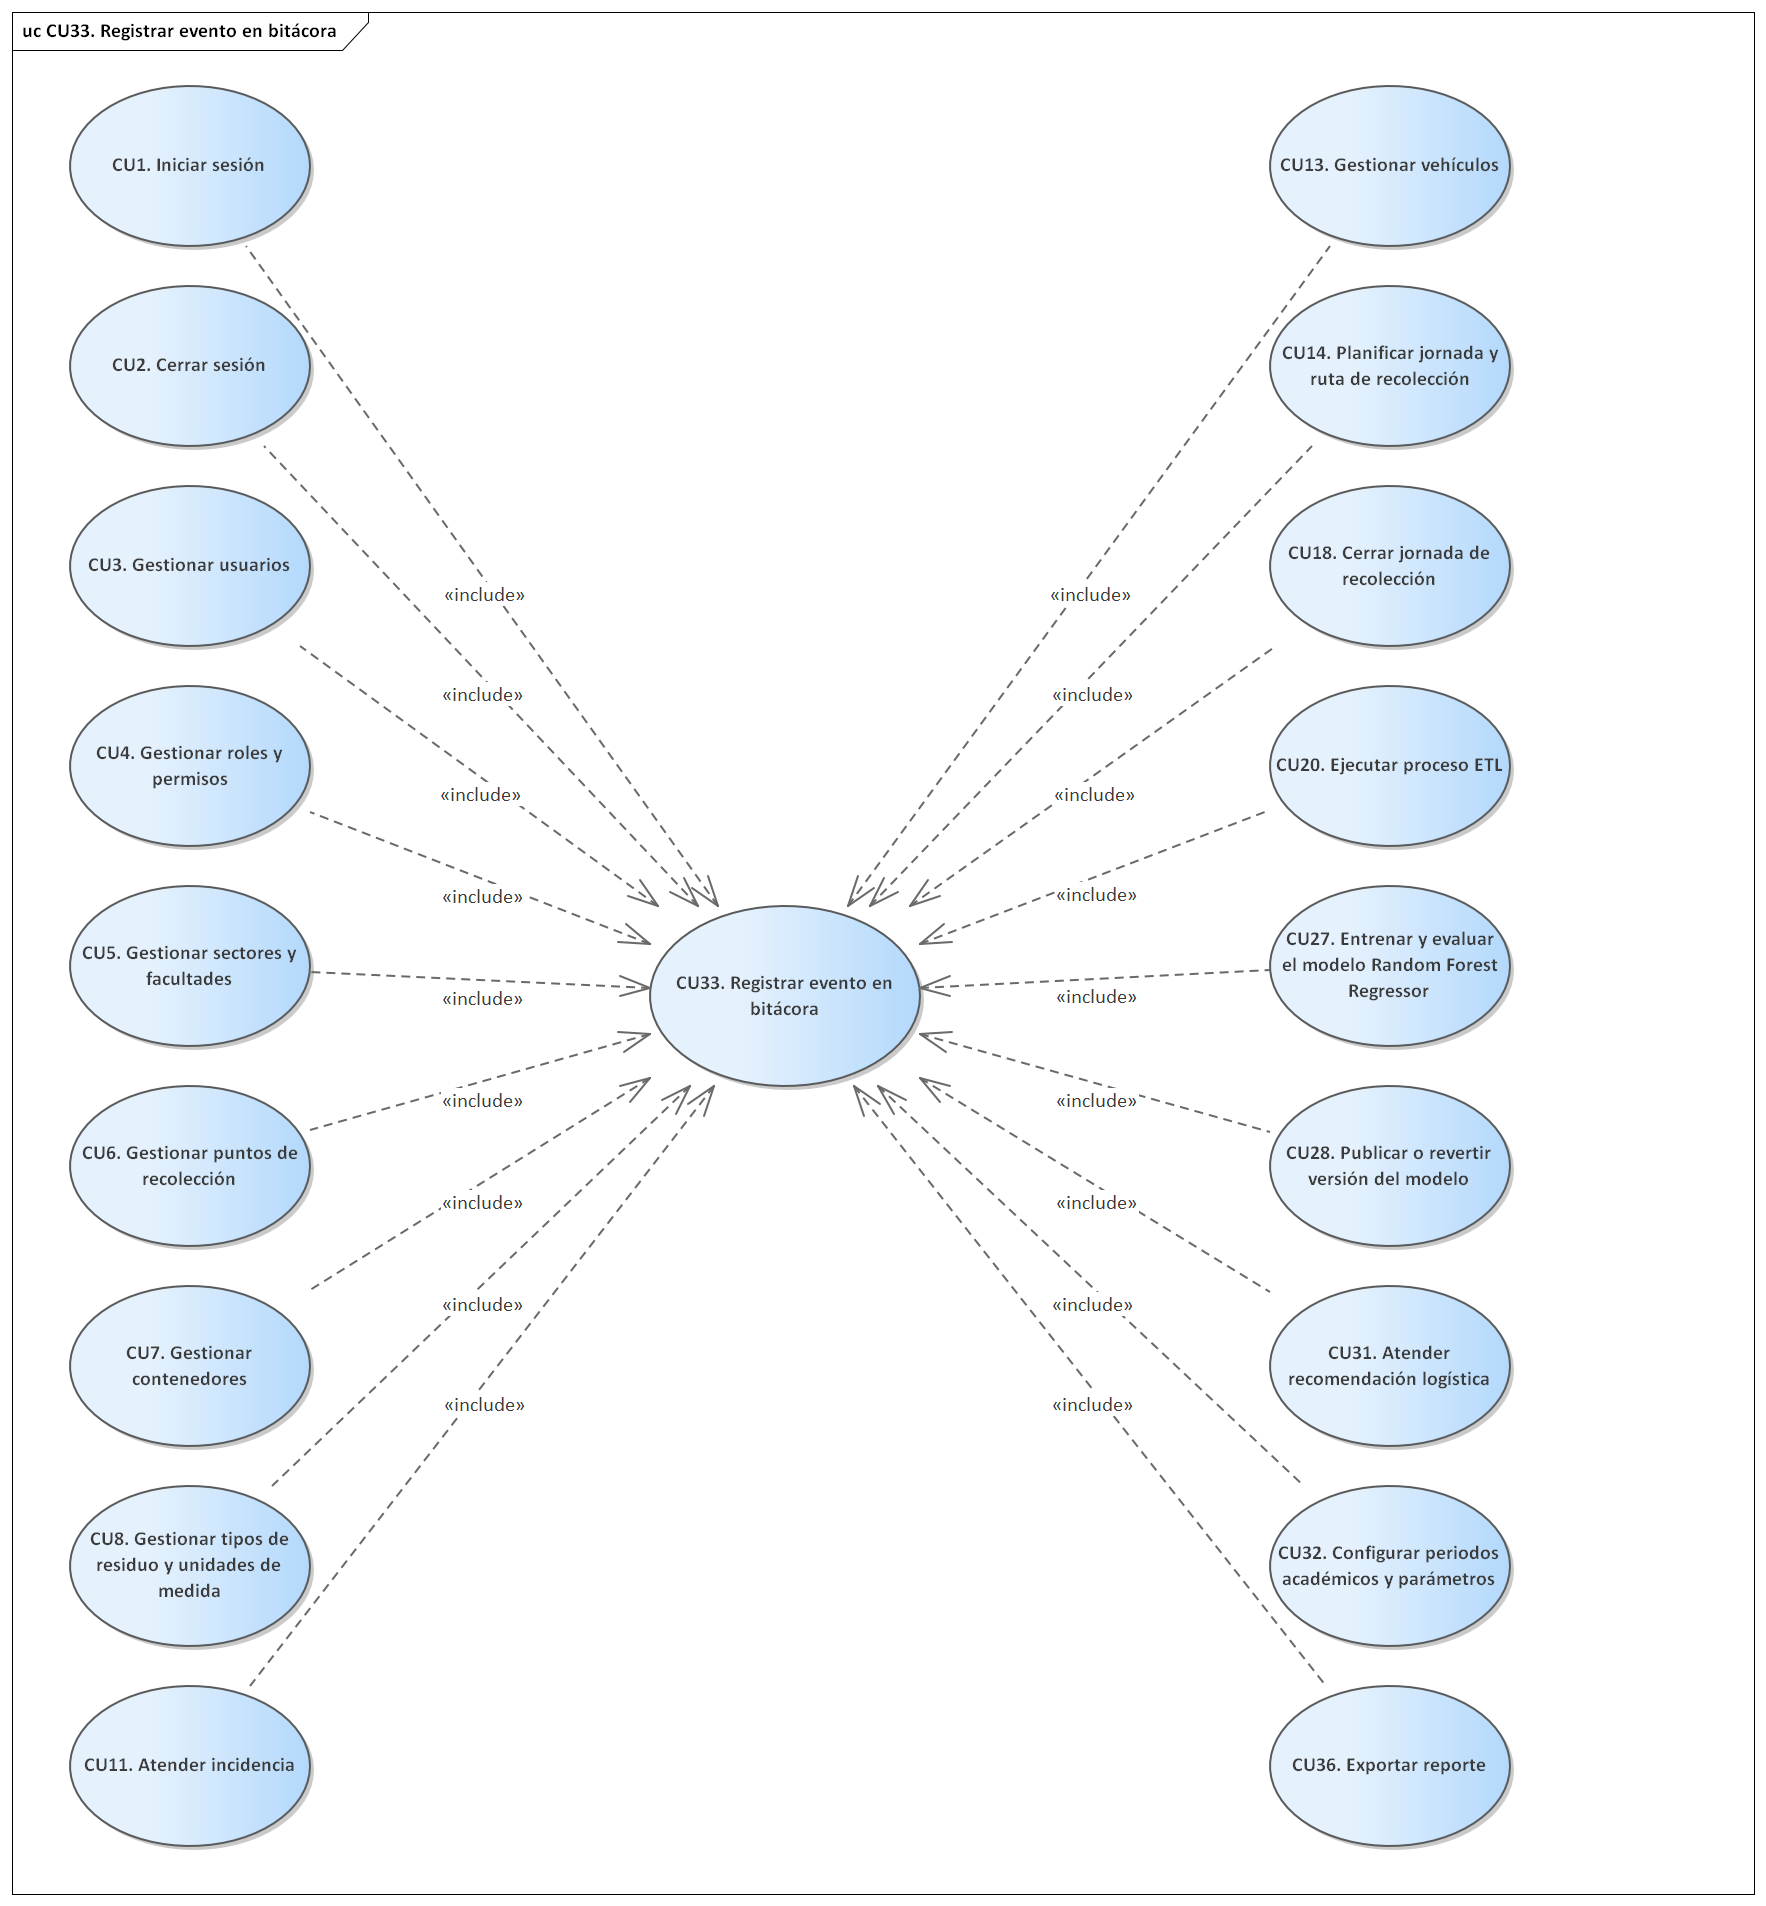 uc CU33. Registrar evento en bitácora
CU1. Iniciar sesión
CU2. Cerrar sesión
CU3. Gestionar usuarios
CU4. Gestionar roles y
permisos
CU5. Gestionar sectores y
facultades
CU6. Gestionar puntos de
recolección
CU7. Gestionar
contenedores
CU8. Gestionar tipos de
residuo y unidades de
medida
CU11. Atender incidencia
«include»
«include»
«include»
«include»
«include»
«include»
«include»
«include»
«include»
CU33. Registrar evento en
bitácora
«include»
«include»
«include»
«include»
«include»
«include»
«include»
«include»
«include»
CU13. Gestionar vehículos
CU14. Planificar jornada y
ruta de recolección
CU18. Cerrar jornada de
recolección
CU20. Ejecutar proceso ETL
CU27. Entrenar y evaluar
el modelo Random Forest
Regressor
CU28. Publicar o revertir
versión del modelo
CU31. Atender
recomendación logística
CU32. Configurar periodos
académicos y parámetros
CU36. Exportar reporte